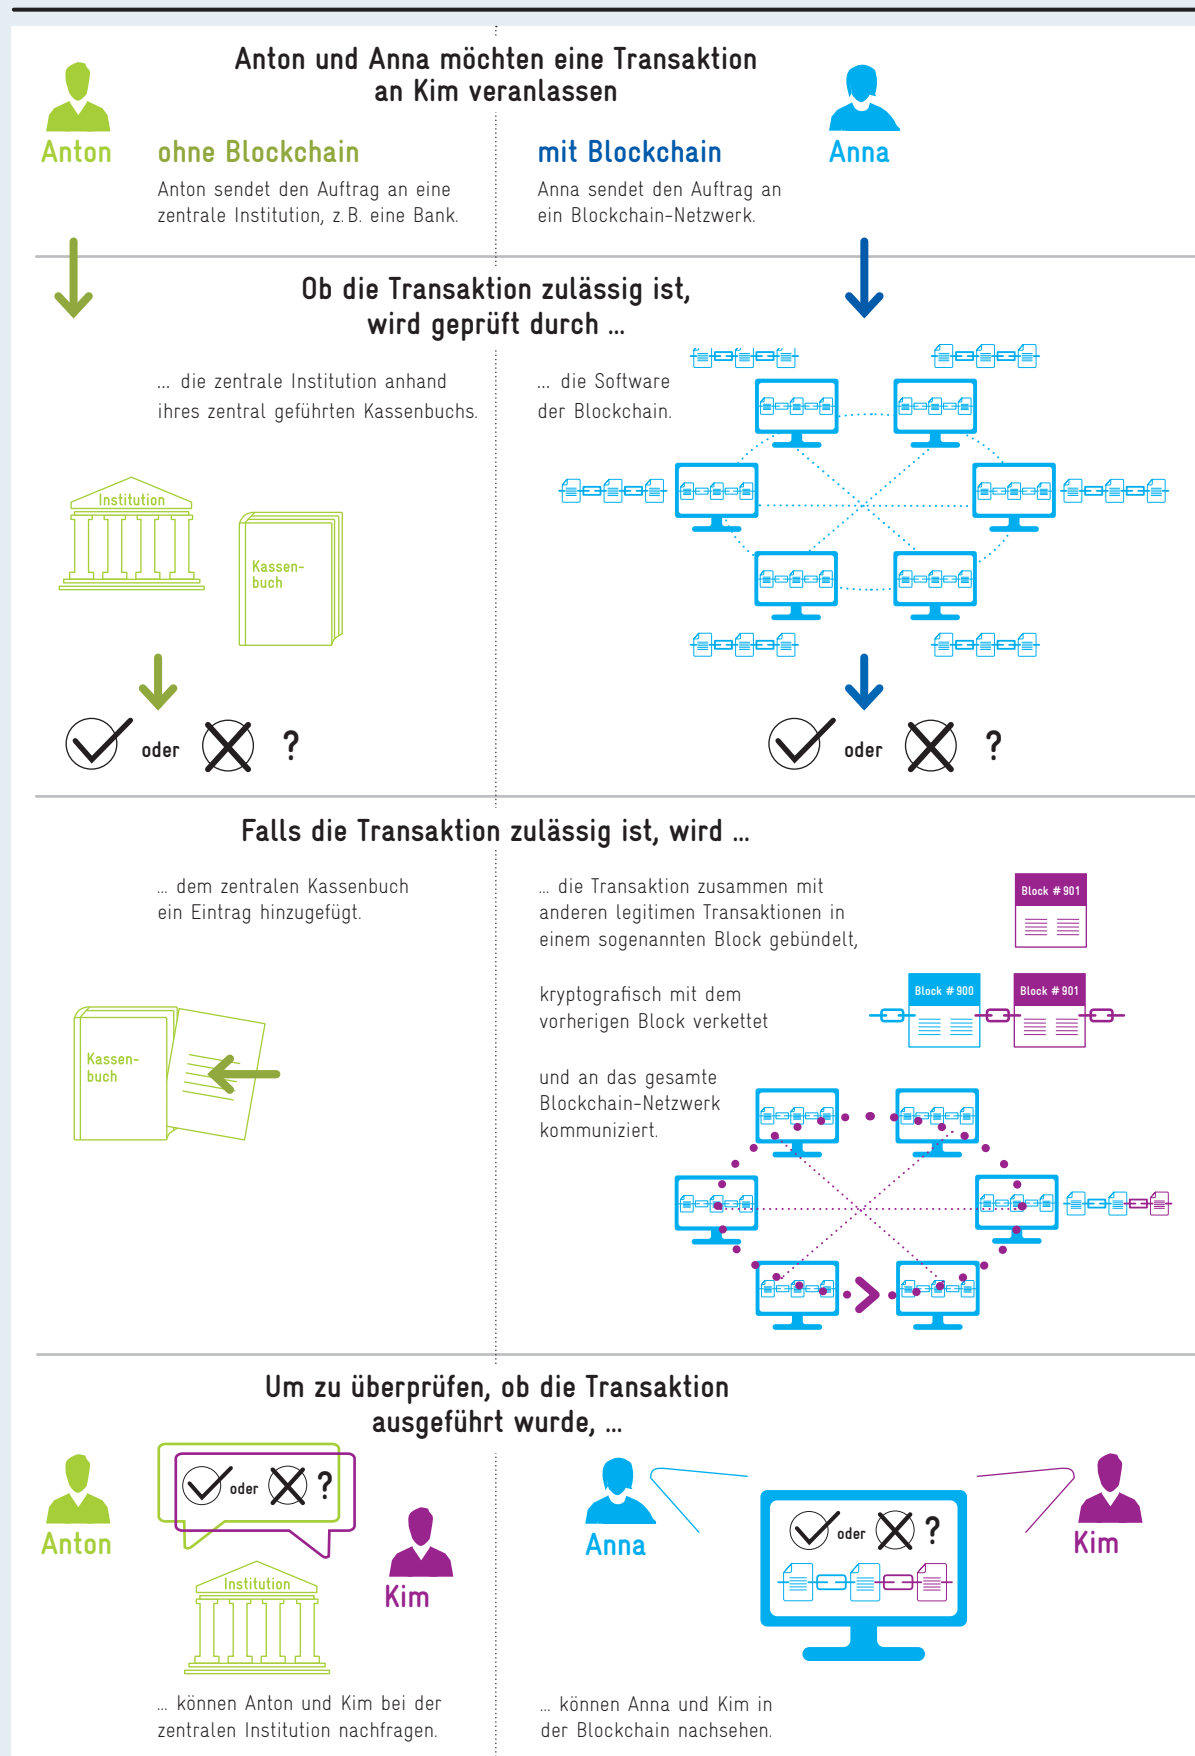 Anton und Anna möchten eine Transaktion
an Kim veranlassen
Anton
ohne Blockchain
Anton sendet den Auftrag an eine
zentrale Institution, z. B. eine Bank.
mit Blockchain
Anna sendet den Auftrag an
ein Blockchain-Netzwerk.
Anna
Ob die Transaktion zulässig ist,
wird geprüft durch ...
... die zentrale Institution anhand
ihres zentral geführten Kassenbuchs.
Institution
Kassen-
buch
oder
?
... die Software
der Blockchain.
oder
?
Falls die Transaktion zulässig ist, wird ...
... dem zentralen Kassenbuch
ein Eintrag hinzugefügt.
Kassen-
buch
... die Transaktion zusammen mit
anderen legitimen Transaktionen in
einem sogenannten Block gebündelt,
Block # 901
kryptografisch mit dem
vorherigen Block verkettet
Block # 900
Block # 901
und an das gesamte
Blockchain-Netzwerk
kommuniziert.
Um zu überprüfen, ob die Transaktion
ausgeführt wurde, ...
Anton
oder
?
Kim
Institution
... können Anton und Kim bei der
zentralen Institution nachfragen.
Anna
oder
?
Kim
... können Anna und Kim in
der Blockchain nachsehen.